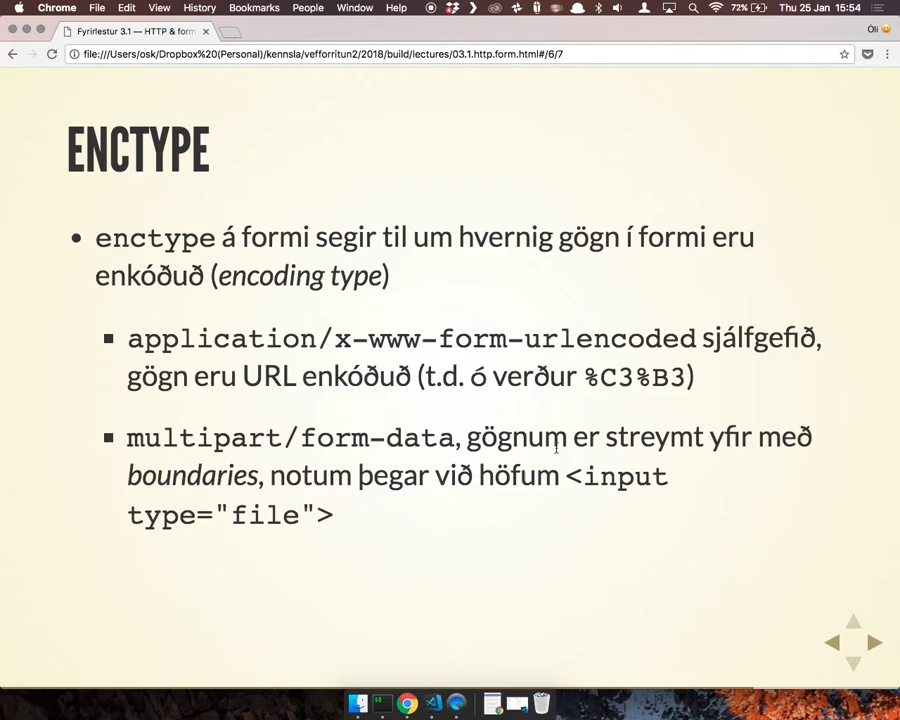 Chrome File Edit View History Bookmarks People Window Help 72% Thu 25 Jan 15:54
Fyrirlestur 3.1 — HTTP & form Óli
file:///Users/osk/Dropbox%20(Personal)/kennsla/vefforritun2/2018/build/lectures/03.1.http.form.html#/6/7
ENCTYPE
• enctype á formi segir til um hvernig gögn í formi eru
enkóðuð (encoding type)
▪ application/x-www-form-urlencoded sjálfgefið,
gögn eru URL enkóðuð (t.d. ó verður %C3%B3)
▪ multipart/form-data, gögnum er streymt yfir með
boundaries, notum þegar við höfum <input
type="file">